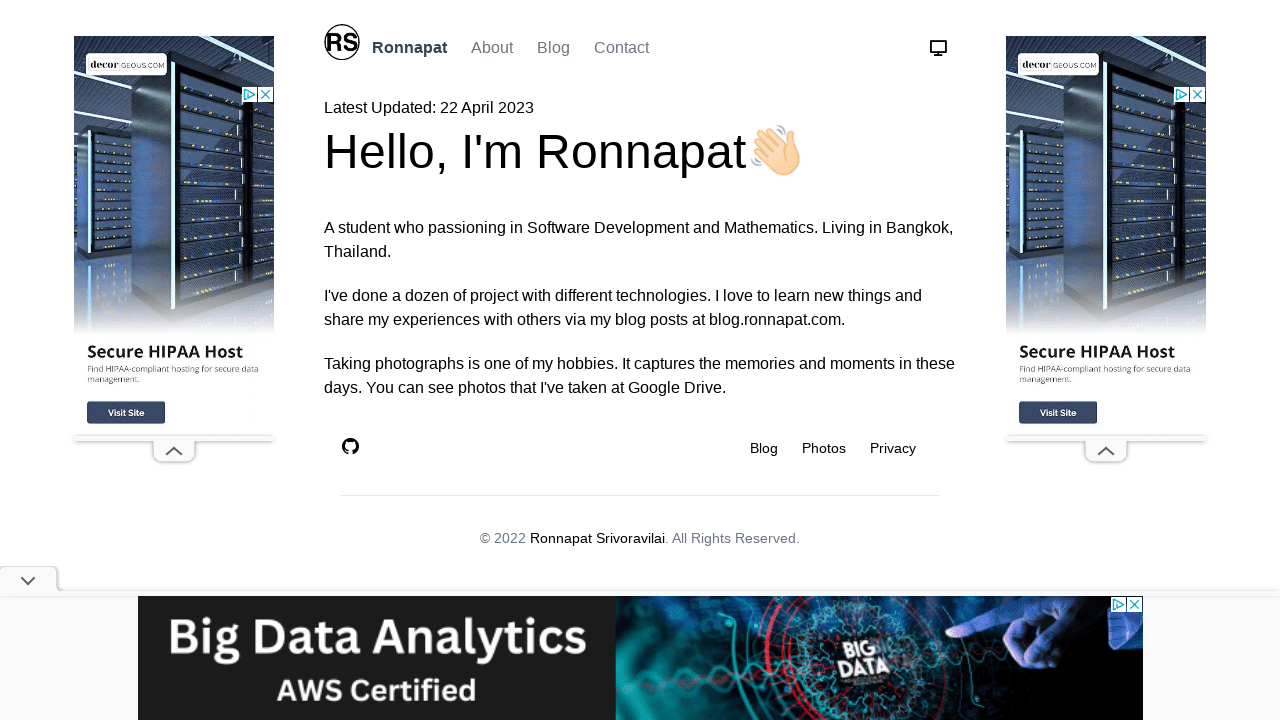 RS
Ronnapat About Blog Contact
Latest Updated: 22 April 2023
Hello, I'm Ronnapat
A student who passioning in Software Development and Mathematics. Living in Bangkok,
Thailand.
I've done a dozen of project with different technologies. I love to learn new things and
share my experiences with others via my blog posts at blog.ronnapat.com.
Taking photographs is one of my hobbies. It captures the memories and moments in these
days. You can see photos that I've taken at Google Drive.
Blog Photos Privacy
© 2022 Ronnapat Srivoravilai. All Rights Reserved.
decorGEOUS.COM
Secure HIPAA Host
Find HIPAA-compliant hosting for secure data
management.
Visit Site
decorGEOUS.COM
Secure HIPAA Host
Find HIPAA-compliant hosting for secure data
management.
Visit Site
Big Data Analytics
AWS Certified
BIG
DATA